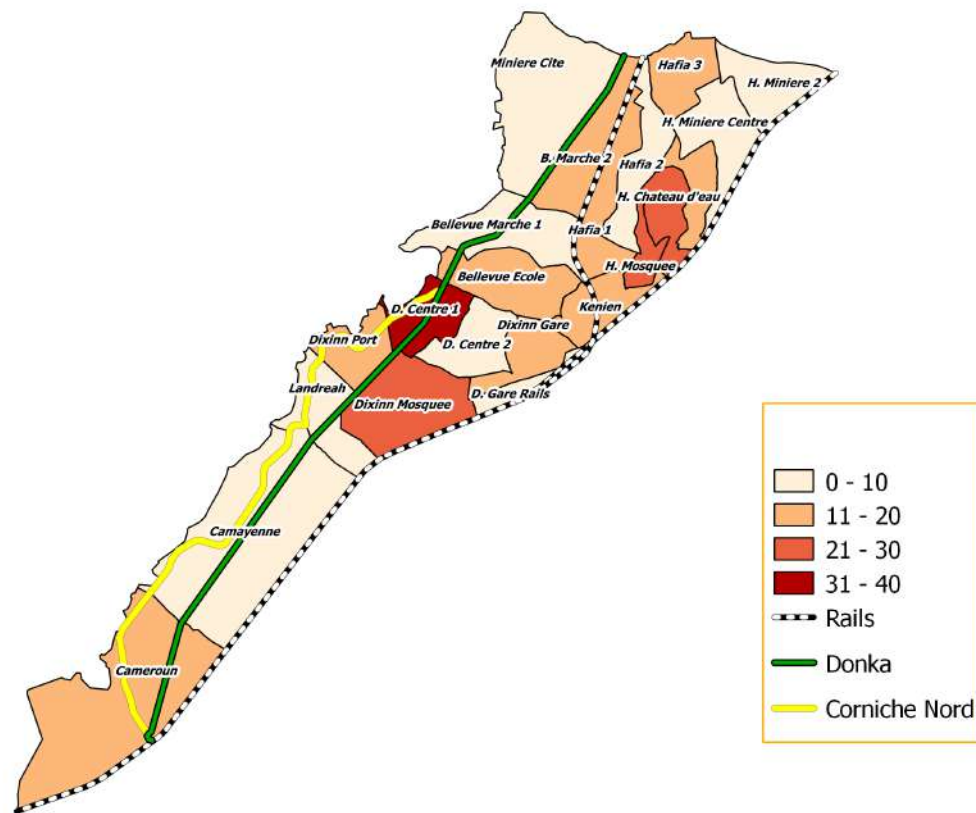 Miniere Cite
Hafia 3
H. Miniere 2
H. Miniere Centre
B. Marche 2
Hafia 2
H. Chateau d'eau
Bellevue Marche 1
Hafia 1
H. Mosquee
Bellevue Ecole
Kenien
D. Centre 1
Dixinn Gare
Dixinn Port
D. Centre 2
Landreah
D. Gare Rails
Dixinn Mosquee
Camayenne
Cameroun
0 - 10
11 - 20
21 - 30
31 - 40
Rails
Donka
Corniche Nord